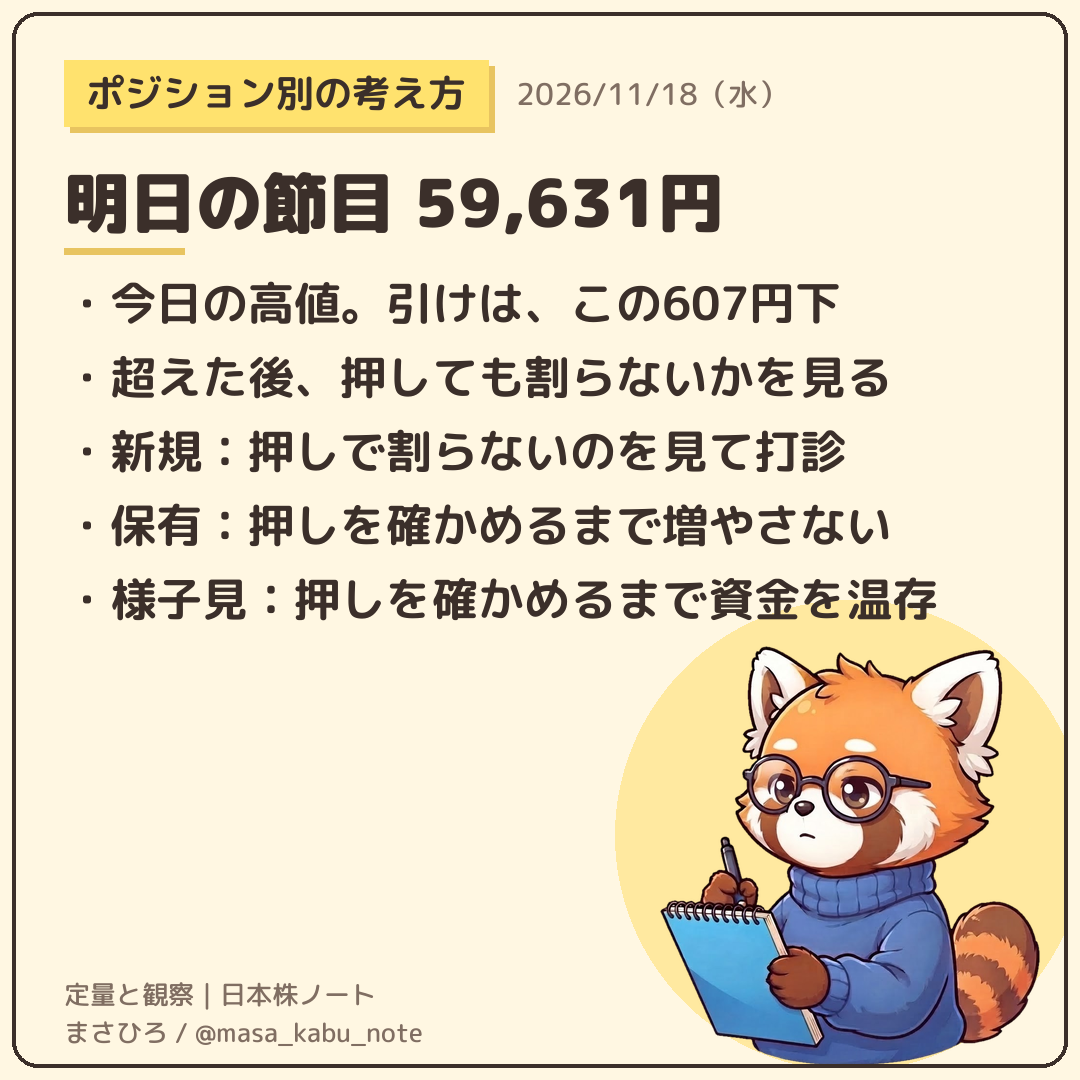 ポジション別の考え方
2026/11/18（水）
明日の節目 59,631円
・今日の高値。引けは、この607円下
・超えた後、押しても割らないかを見る
・新規：押しで割らないのを見て打診
・保有：押しを確かめるまで増やさない
・様子見：押しを確かめるまで資金を温存
定量と観察 | 日本株ノート
まさひろ / @masa_kabu_note